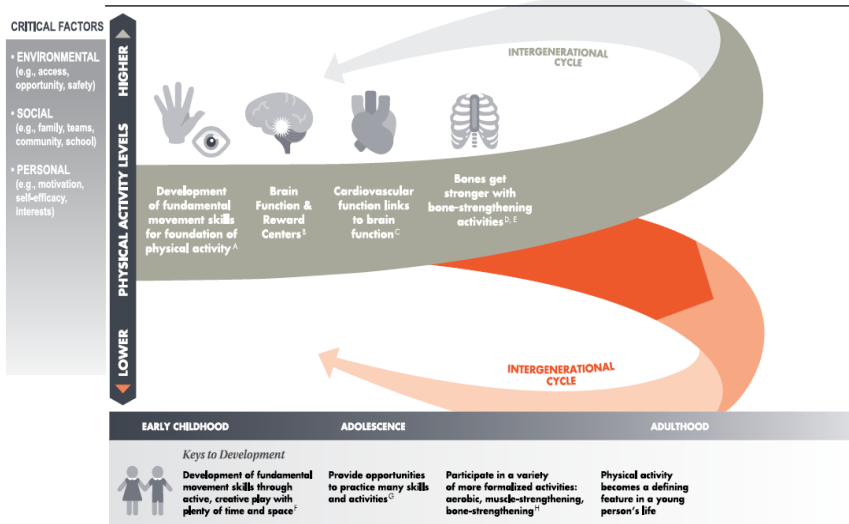 CRITICAL FACTORS
• ENVIRONMENTAL
(e.g., access,
opportunity, safety)
• SOCIAL
(e.g., family, teams,
community, school)
• PERSONAL
(e.g., motivation,
self-efficacy,
interests)
HIGHER
PHYSICAL ACTIVITY LEVELS
LOWER
INTERGENERATIONAL
CYCLE
Development
of fundamental
movement skills
for foundation of
physical activity A
Brain
Function &
Reward
Centers B
Cardiovascular
function links
to brain
function C
Bones get
stronger with
bone-strengthening
activities D, E
INTERGENERATIONAL
CYCLE
EARLY CHILDHOOD
ADOLESCENCE
ADULTHOOD
Keys to Development
Development of fundamental
movement skills through
active, creative play with
plenty of time and space F
Provide opportunities
to practice many skills
and activities G
Participate in a variety
of more formalized activities:
aerobic, muscle-strengthening,
bone-strengthening H
Physical activity
becomes a defining
feature in a young
person's life